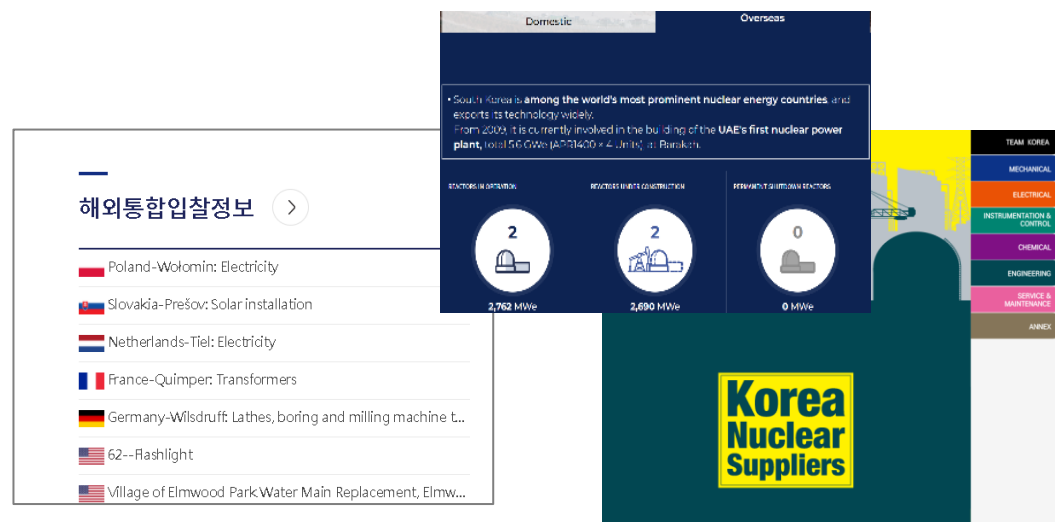 해외통합입찰정보
Poland-Wołomin: Electricity
Slovakia-Prešov: Solar installation
Netherlands-Tiel: Electricity
France-Quimper: Transformers
Germany-Wilsdruff: Lathes, boring and milling machine t...
62--Flashlight
Village of Elmwood Park:Water Main Replacement, Elmw...
Domestic
Overseas
• South Korea is among the world's most prominent nuclear energy countries, and
exports its technology widely.
From 2009, it is currently involved in the building of the UAE's first nuclear power
plant, total 5.6 GWe (APR1400 × 4 Units) at Barakah.
REACTORS IN OPERATION
REACTORS UNDER CONSTRUCTION
PERMANENT SHUTDOWN REACTORS
2
2
0
2,762 MWe
2,690 MWe
0 MWe
TEAM KOREA
MECHANICAL
ELECTRICAL
INSTRUMENTATION &
CONTROL
CHEMICAL
ENGINEERING
SERVICE &
MAINTENANCE
ANNEX
Korea
Nuclear
Suppliers